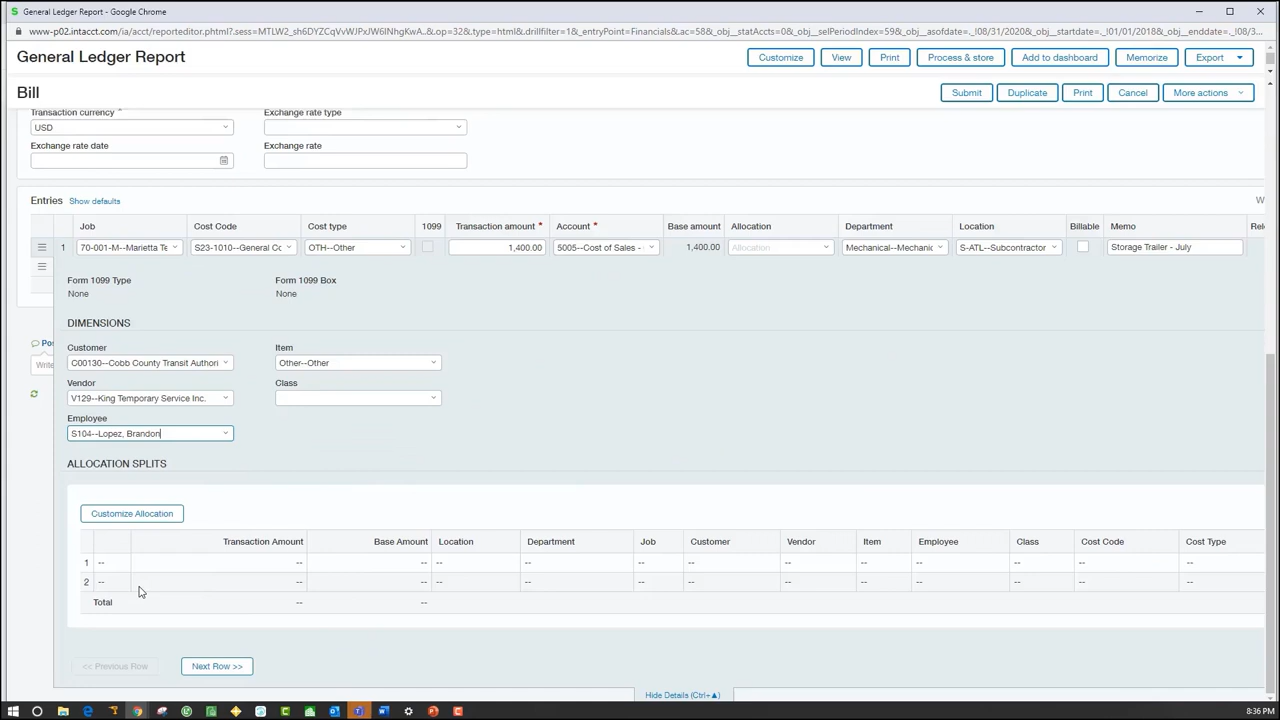 General Ledger Report - Google Chrome
www-p02.intacct.com/ia/acct/reporteditor.phtml?.sess=MTLW2_sh6DYZCqVvWJPxJW6INhgKwA..&op=32&type=html&drillfilter=1&_entryPoint=Financials&ac=58&_obj__statAccts=0&_obj__selPeriodIndex=59&_obj__asofdate=._!08/31/2020&_obj__startdate=._!01/01/2018&_obj__enddate=._!08/3...
General Ledger Report
Customize View Print Process & store Add to dashboard Memorize Export
Bill
Submit Duplicate Print Cancel More actions
Transaction currency * Exchange rate type
USD
Exchange rate date Exchange rate
Entries Show defaults W
Job Cost Code Cost type 1099 Transaction amount * Account * Base amount Allocation Department Location Billable Memo Rele
1 70-001-M--Marietta Te S23-1010--General Cc OTH--Other 1,400.00 5005--Cost of Sales - 1,400.00 Allocation Mechanical--Mechanic S-ATL--Subcontractor Storage Trailer - July
Form 1099 Type Form 1099 Box
None None
DIMENSIONS
Customer Item
C00130--Cobb County Transit Authori Other--Other
Pos
Writ
Vendor Class
V129--King Temporary Service Inc.
Employee
S104--Lopez, Brandon
ALLOCATION SPLITS
Customize Allocation
Transaction Amount Base Amount Location Department Job Customer Vendor Item Employee Class Cost Code Cost Type
1 -- -- -- -- -- -- -- -- -- -- -- -- --
2 -- -- -- -- -- -- -- -- -- -- -- -- --
Total -- --
<< Previous Row Next Row >>
Hide Details (Ctrl+▲)
8:36 PM